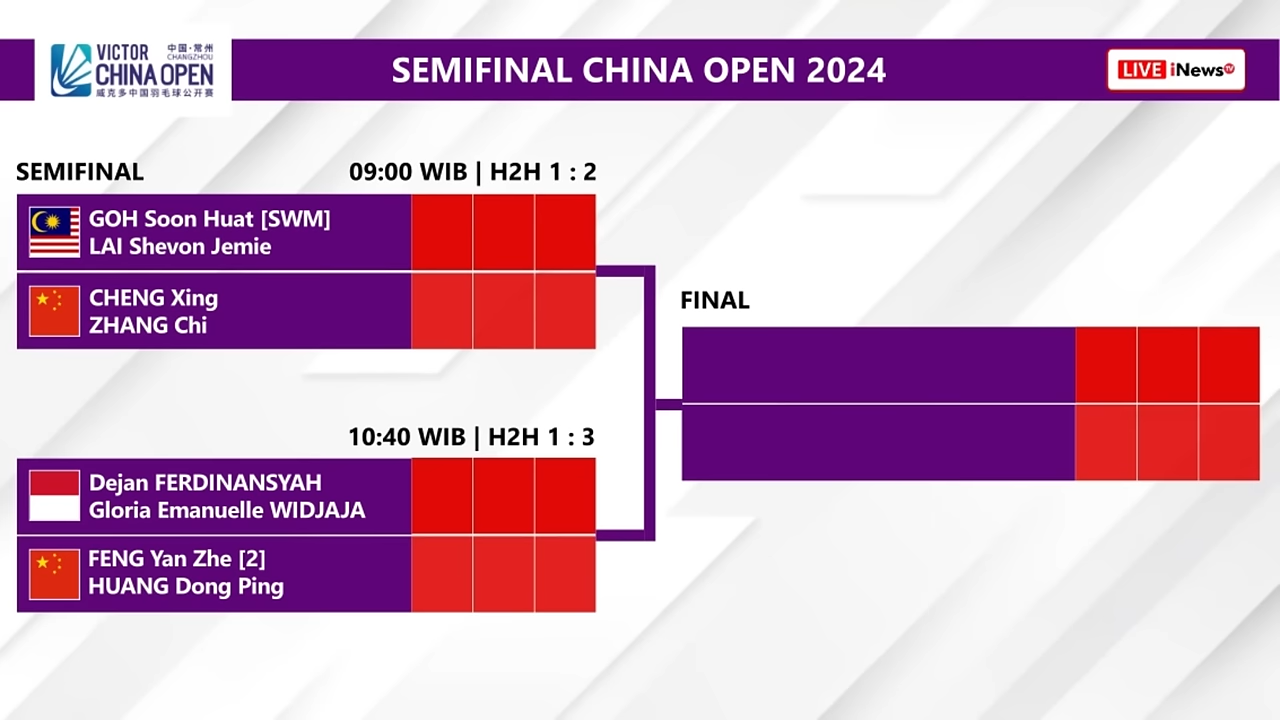 VICTOR
中国·常州
CHANGZHOU
CHINA OPEN
威克多中国羽毛球公开赛
SEMIFINAL CHINA OPEN 2024
LIVE iNews TV
SEMIFINAL
09:00 WIB | H2H 1 : 2
GOH Soon Huat [SWM]
LAI Shevon Jemie
CHENG Xing
ZHANG Chi
FINAL
10:40 WIB | H2H 1 : 3
Dejan FERDINANSYAH
Gloria Emanuelle WIDJAJA
FENG Yan Zhe [2]
HUANG Dong Ping